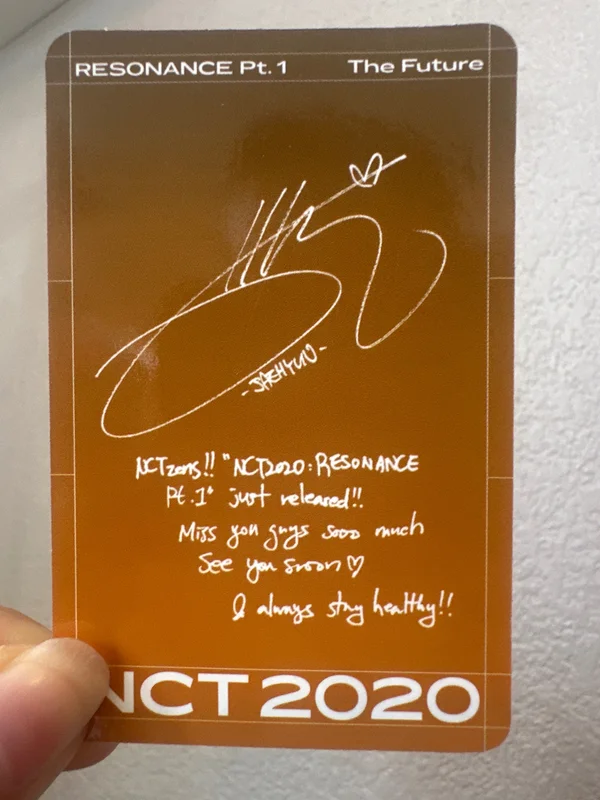 RESONANCE Pt. 1
The Future
-JAEHYUN-
NCTzens!! "NCT2020: RESONANCE
Pt.1" just released!!
Miss you guys sooo much
See you sooon♡
& always stay healthy!!
NCT 2020